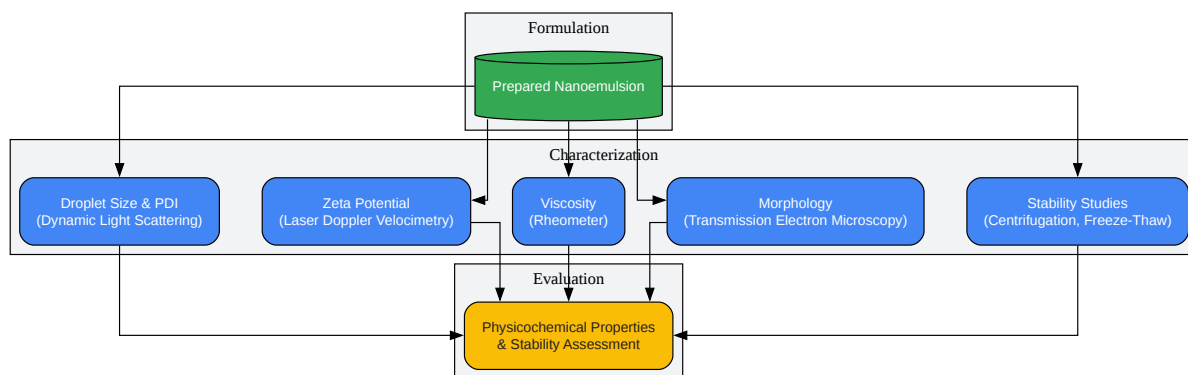 Formulation
Prepared Nanoemulsion
Characterization
Droplet Size & PDI
(Dynamic Light Scattering)
Zeta Potential
(Laser Doppler Velocimetry)
Viscosity
(Rheometer)
Morphology
(Transmission Electron Microscopy)
Stability Studies
(Centrifugation, Freeze-Thaw)
Evaluation
Physicochemical Properties
& Stability Assessment